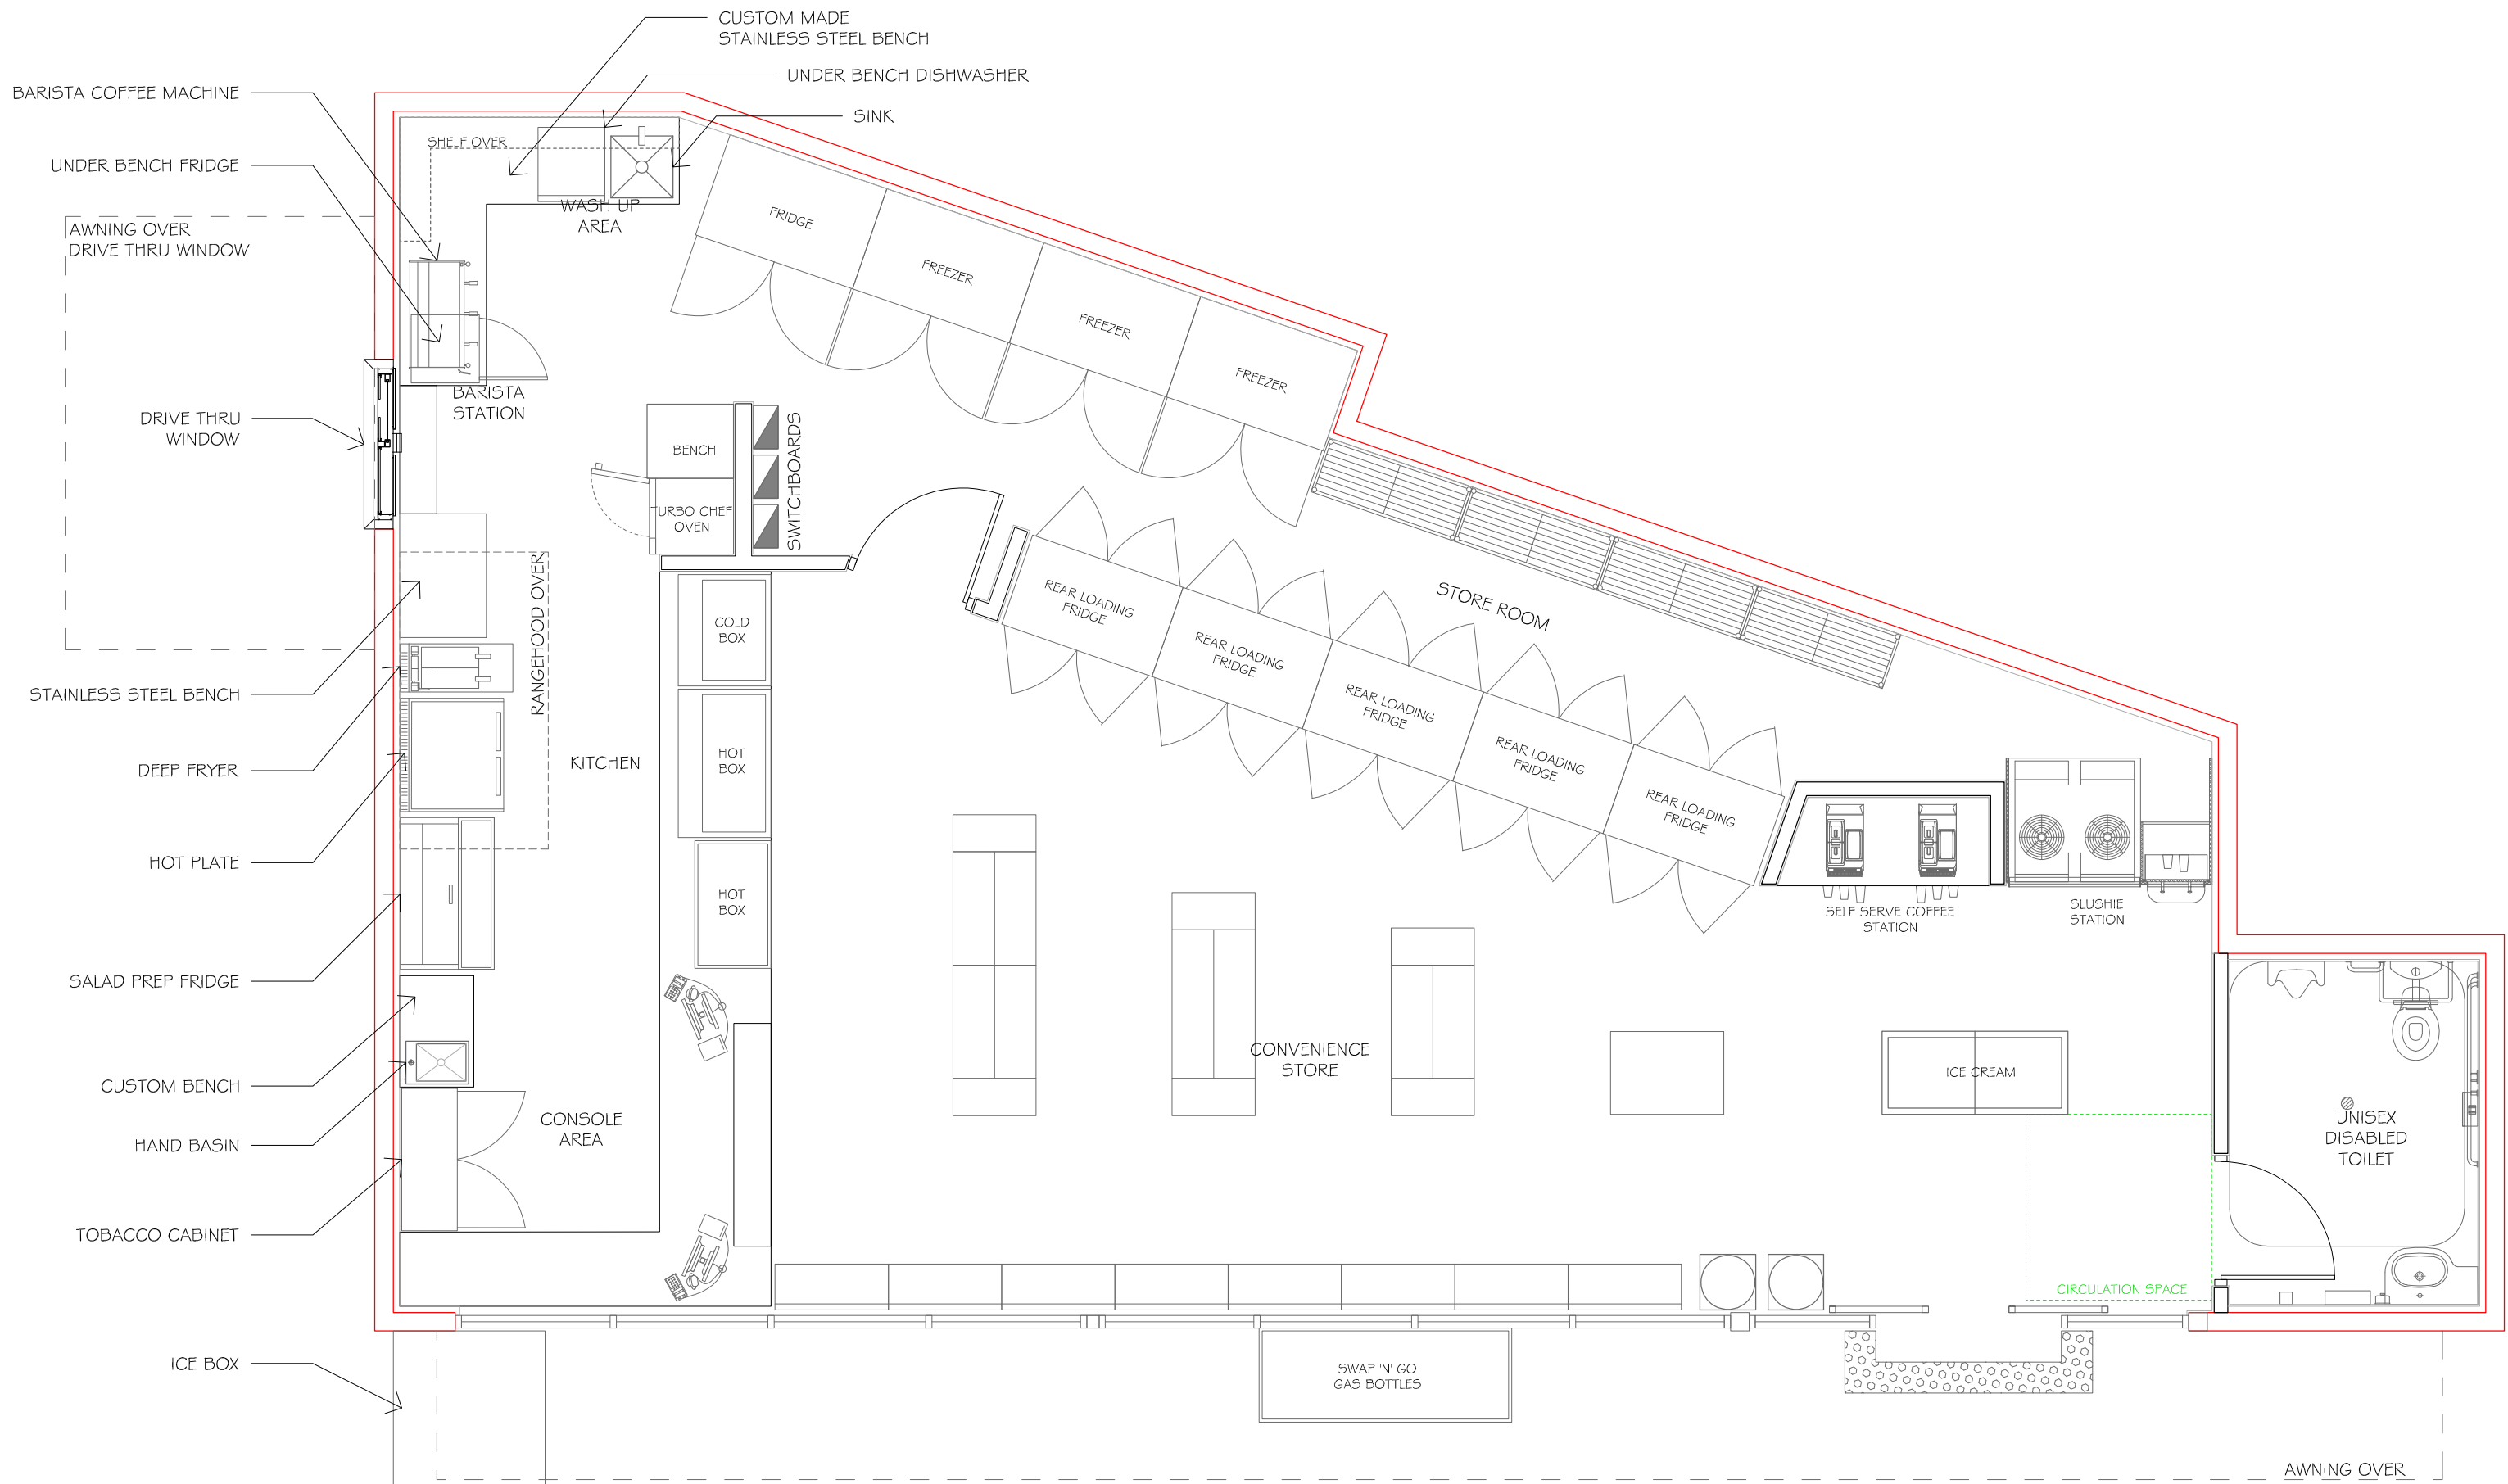 CUSTOM MADE
STAINLESS STEEL BENCH
UNDER BENCH DISHWASHER
BARISTA COFFEE MACHINE
SINK
SHELF OVER
UNDER BENCH FRIDGE
WASH UP
AREA
FRIDGE
AWNING OVER
DRIVE THRU WINDOW
FREEZER
FREEZER
FREEZER
BARISTA
STATION
DRIVE THRU
WINDOW
BENCH
SWITCHBOARDS
TURBO CHEF
OVEN
RANGEHOOD OVER
REAR LOADING
FRIDGE
STORE ROOM
COLD
BOX
REAR LOADING
FRIDGE
STAINLESS STEEL BENCH
REAR LOADING
FRIDGE
HOT
BOX
KITCHEN
DEEP FRYER
REAR LOADING
FRIDGE
REAR LOADING
FRIDGE
HOT PLATE
HOT
BOX
SELF SERVE COFFEE
STATION
SLUSHIE
STATION
SALAD PREP FRIDGE
CONVENIENCE
STORE
ICE CREAM
CUSTOM BENCH
CONSOLE
AREA
UNISEX
DISABLED
TOILET
HAND BASIN
TOBACCO CABINET
CIRCULATION SPACE
ICE BOX
SWAP 'N' GO
GAS BOTTLES
AWNING OVER